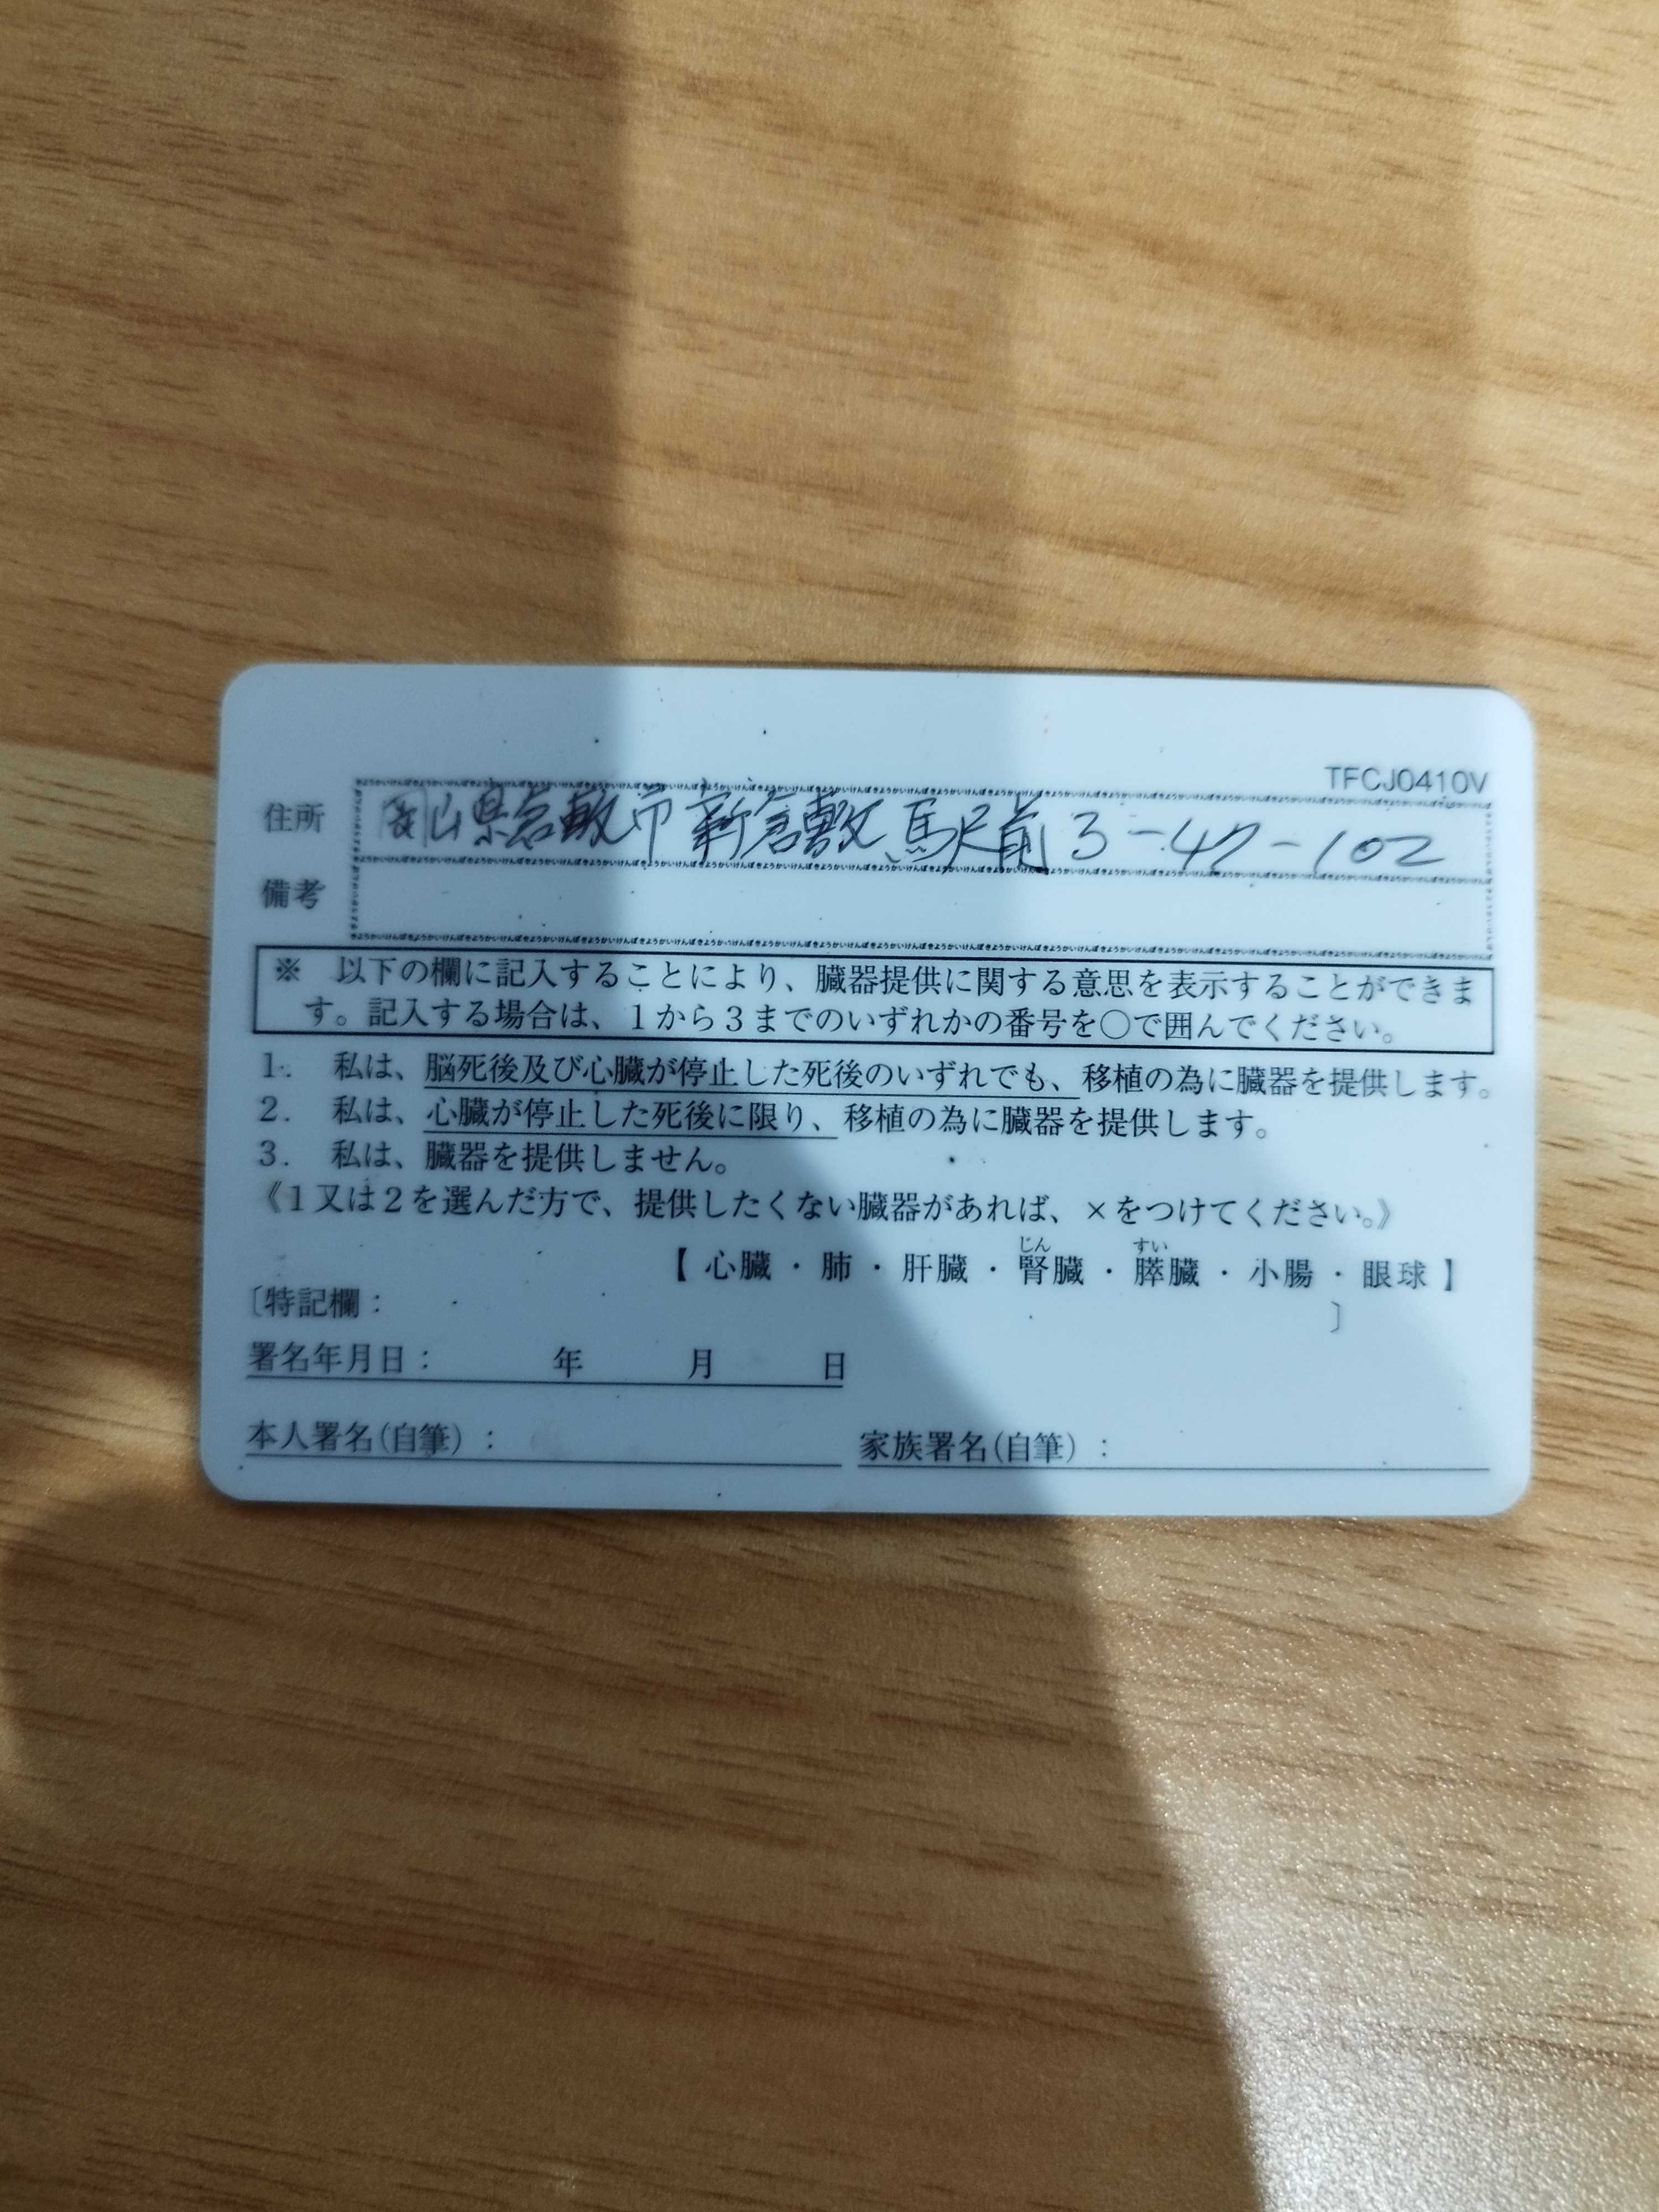 TFCJ0410V
住所 岡山県倉敷市新倉敷駅前3-47-102
備考
※ 以下の欄に記入することにより、臓器提供に関する意思を表示することができま
す。記入する場合は、1から3までのいずれかの番号を○で囲んでください。
1. 私は、脳死後及び心臓が停止した死後のいずれでも、移植の為に臓器を提供します。
2. 私は、心臓が停止した死後に限り、移植の為に臓器を提供します。
3. 私は、臓器を提供しません。
《1又は2を選んだ方で、提供したくない臓器があれば、×をつけてください。》
じん すい
【 心臓 ・ 肺 ・ 肝臓 ・ 腎臓 ・ 膵臓 ・ 小腸 ・ 眼球 】
〔特記欄： 〕
署名年月日： 年 月 日
本人署名(自筆)： 家族署名(自筆)：